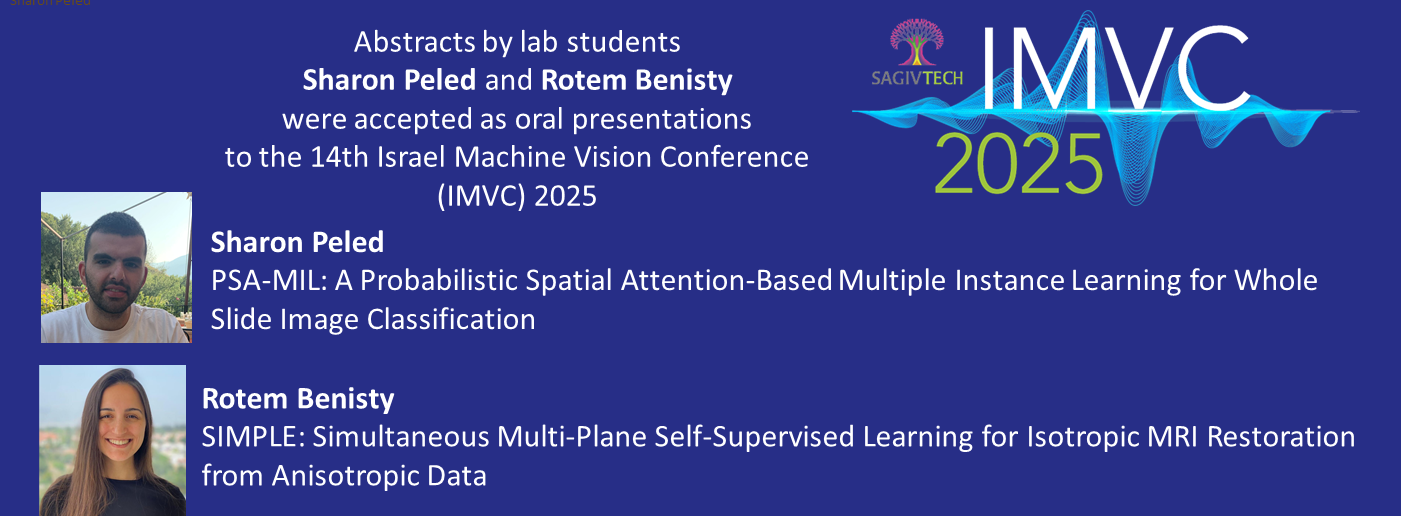 Sharon Peled
Abstracts by lab students
Sharon Peled and Rotem Benisty
were accepted as oral presentations
to the 14th Israel Machine Vision Conference
(IMVC) 2025
SAGIVTECH
IMVC
2025
Sharon Peled
PSA-MIL: A Probabilistic Spatial Attention-Based Multiple Instance Learning for Whole
Slide Image Classification
Rotem Benisty
SIMPLE: Simultaneous Multi-Plane Self-Supervised Learning for Isotropic MRI Restoration
from Anisotropic Data